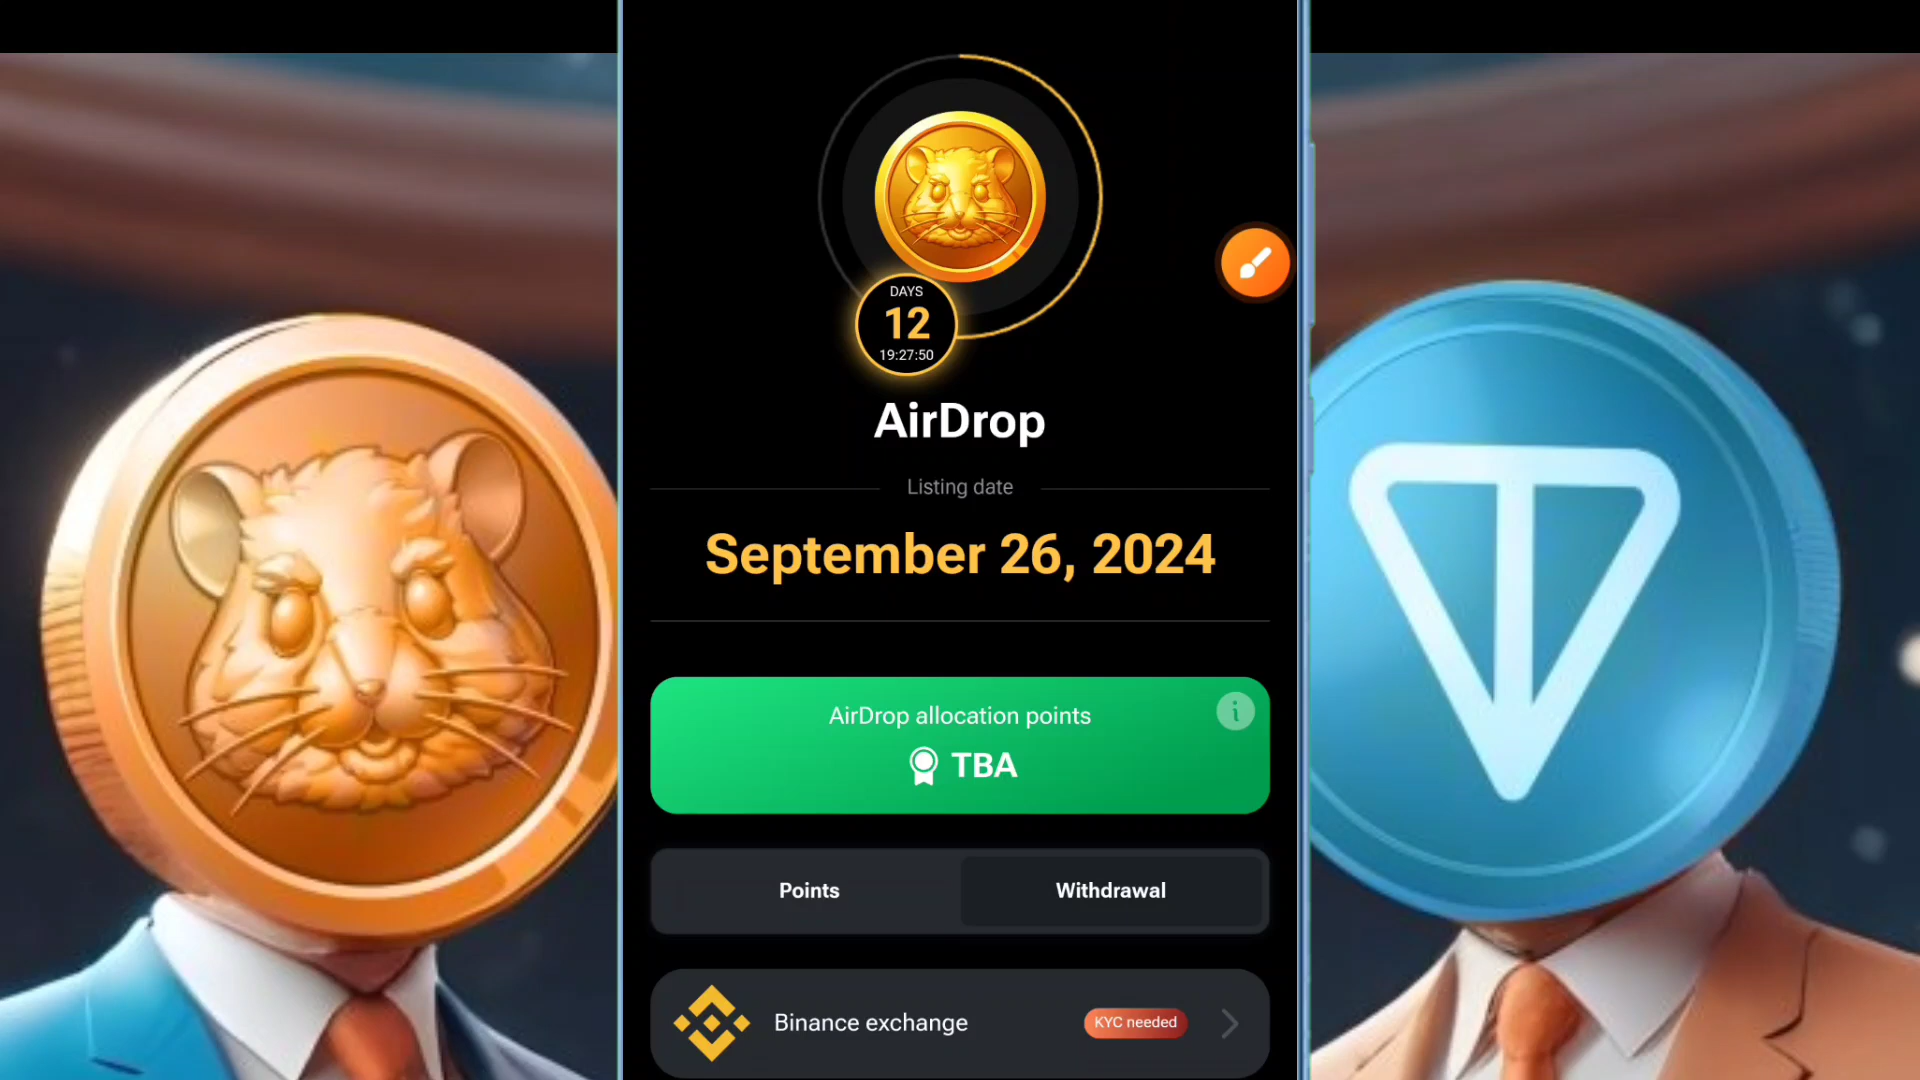 DAYS
12
19:27:50
AirDrop
Listing date
September 26, 2024
AirDrop allocation points
i
TBA
Points
Withdrawal
Binance exchange
KYC needed